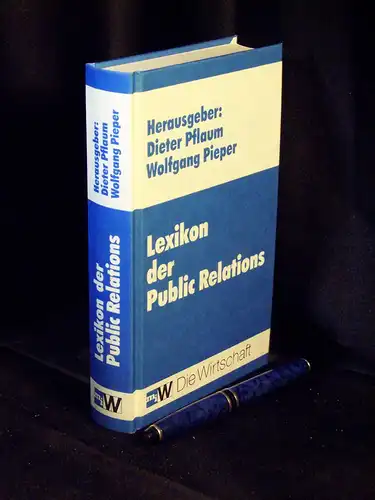 Herausgeber:
Dieter Pflaum
Wolfgang Pieper
Lexikon der
Public Relations
W
Herausgeber:
Dieter Pflaum
Wolfgang Pieper
Lexikon
der
Public Relations
W Die Wirtschaft